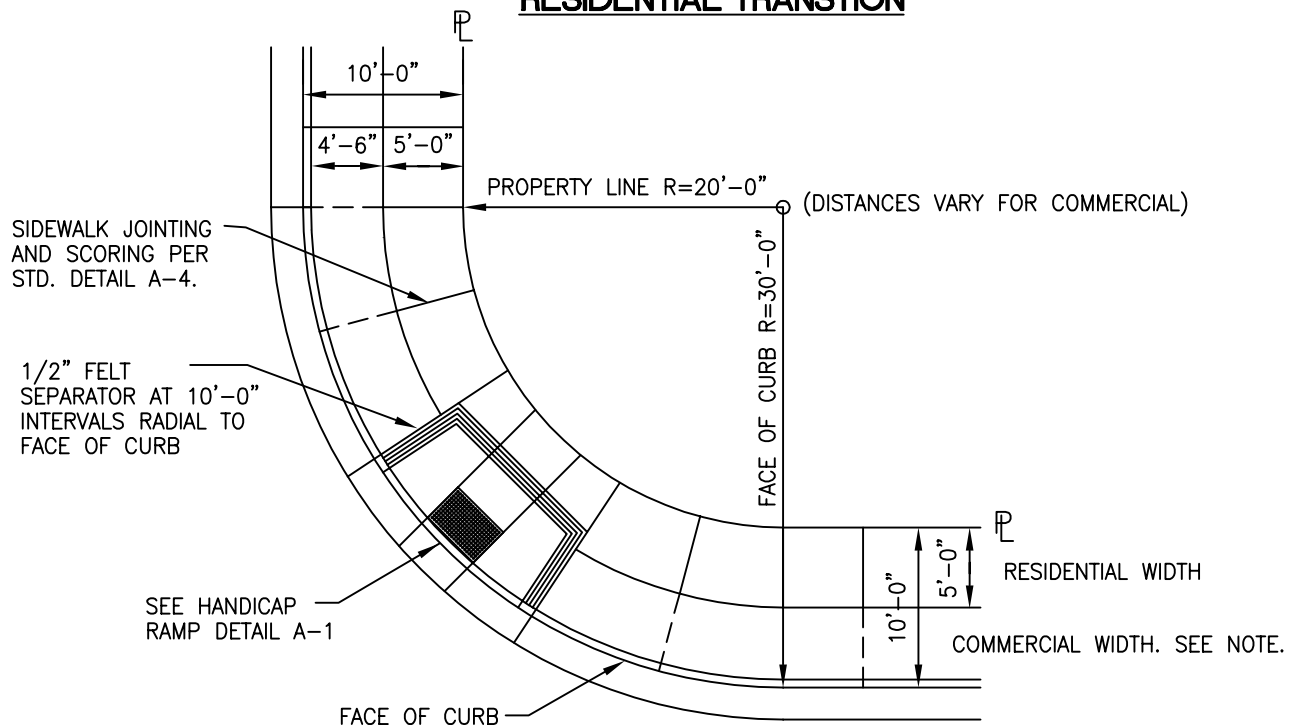 RESIDENTIAL TRANSTION
PL
10'-0"
4'-6" 5'-0"
PROPERTY LINE R=20'-0"
(DISTANCES VARY FOR COMMERCIAL)
SIDEWALK JOINTING
AND SCORING PER
STD. DETAIL A-4.
FACE OF CURB R=30'-0"
1/2" FELT
SEPARATOR AT 10'-0"
INTERVALS RADIAL TO
FACE OF CURB
PL
5'-0"
RESIDENTIAL WIDTH
10'-0"
COMMERCIAL WIDTH. SEE NOTE.
SEE HANDICAP
RAMP DETAIL A-1
FACE OF CURB